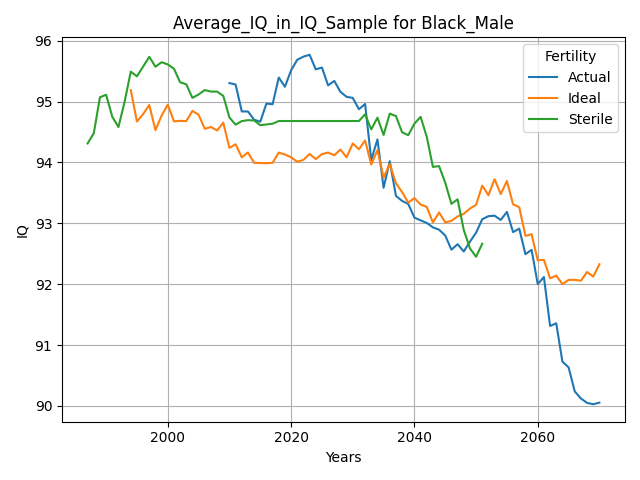 Average_IQ_in_IQ_Sample for Black_Male
96
95
94
93
92
91
90
IQ
2000
2020
2040
2060
Years
Fertility
Actual
Ideal
Sterile